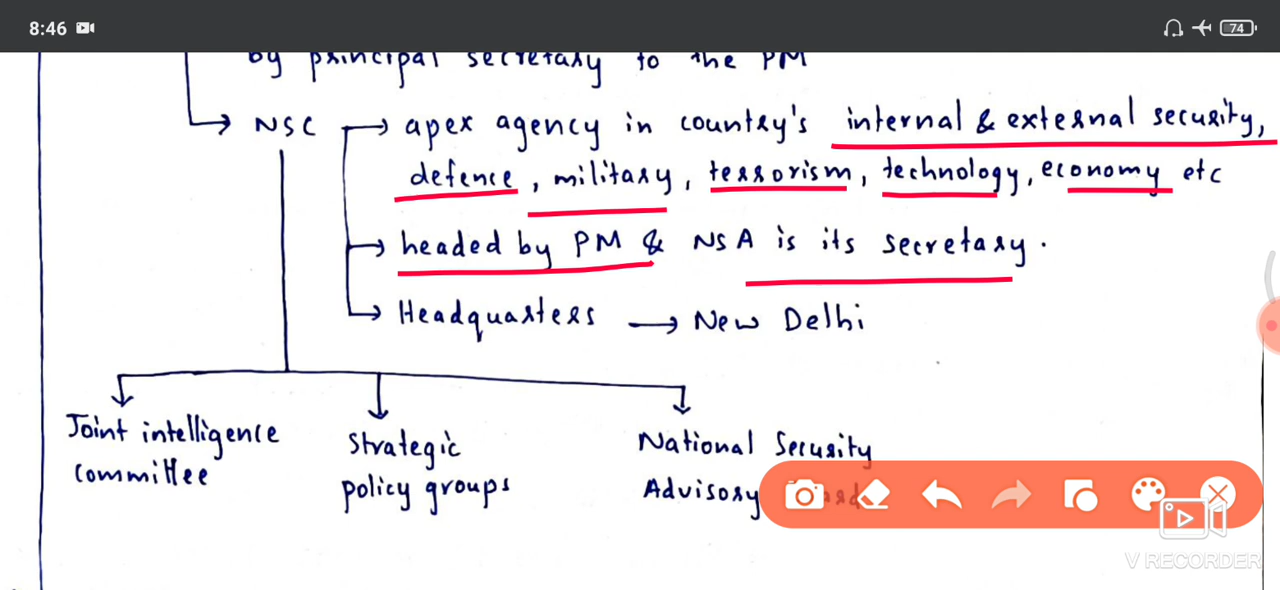 8:46
74
by principal secretary to the PM
NSC → apex agency in country's internal & external security,
defence, military, terrorism, technology, economy etc
→ headed by PM & NSA is its secretary.
→ Headquarters → New Delhi
Joint intelligence committee
Strategic policy groups
National Security Advisory
V RECORDER